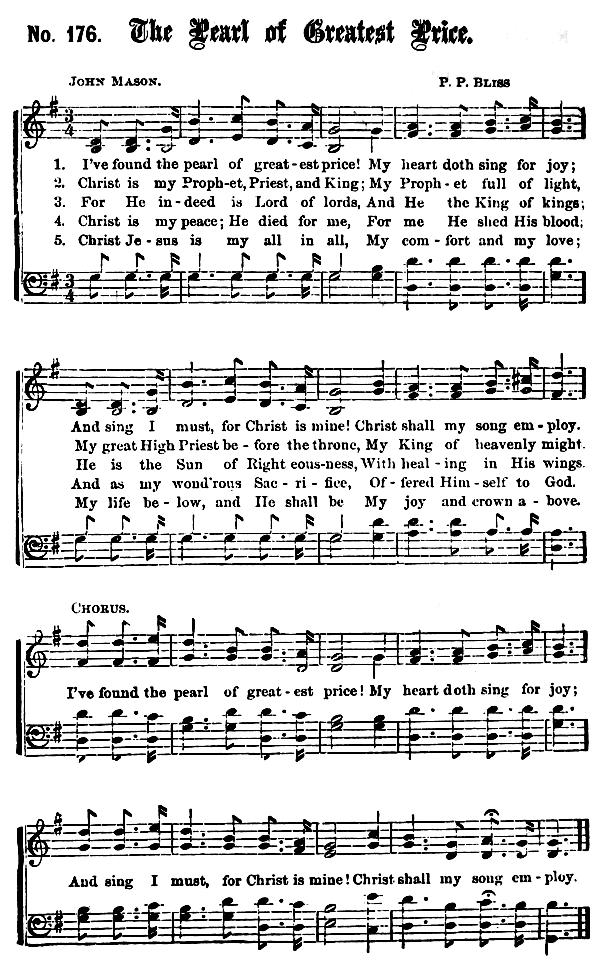 No. 176. The Pearl of Greatest Price.
JOHN MASON. P. P. BLISS
3 4
1. I've found the pearl of great-est price! My heart doth sing for joy;
2. Christ is my Proph-et, Priest, and King; My Proph-et full of light,
3. For He in-deed is Lord of lords, And He the King of kings;
4. Christ is my peace; He died for me, For me He shed His blood;
5. Christ Je-sus is my all in all, My com-fort and my love;
3 4
And sing I must, for Christ is mine! Christ shall my song em-ploy.
My great High Priest be-fore the throne, My King of heavenly might.
He is the Sun of Right eous-ness, With heal-ing in His wings.
And as my wond'rous Sac-ri-fice, Of-fered Him-self to God.
My life be-low, and He shall be My joy and crown a-bove.
CHORUS.
I've found the pearl of great-est price! My heart doth sing for joy;
And sing I must, for Christ is mine! Christ shall my song em-ploy.